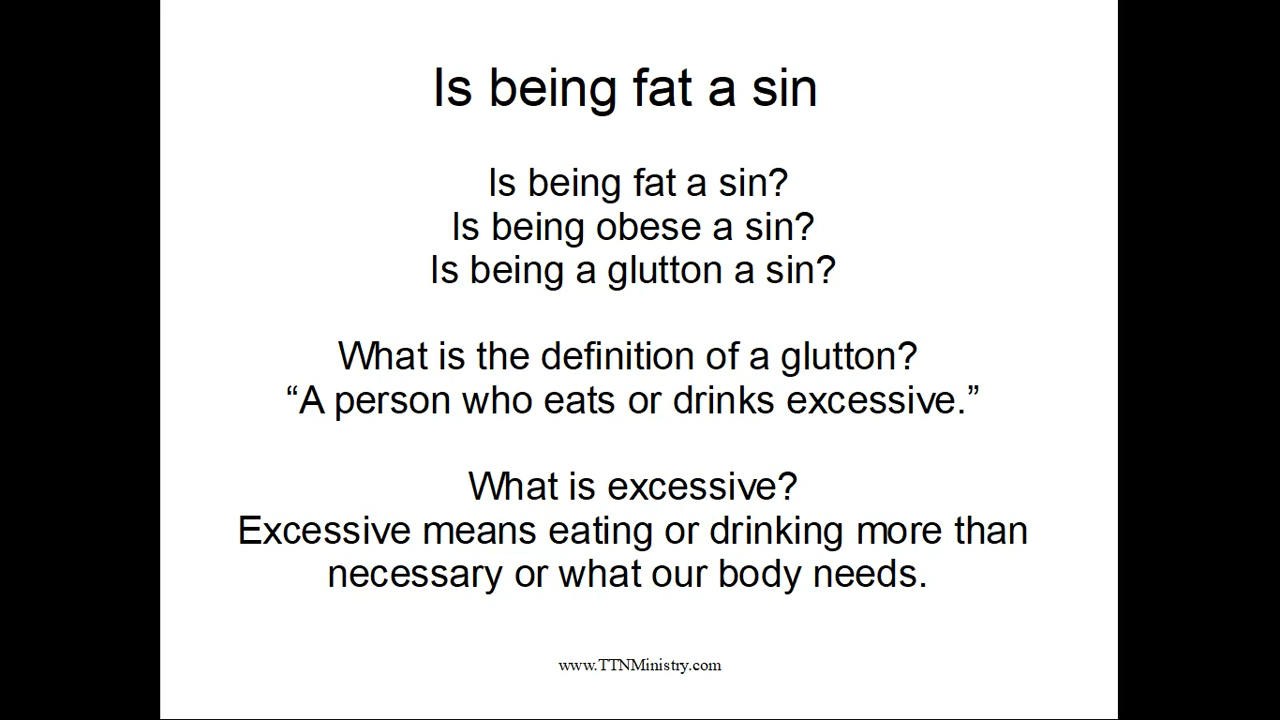 Is being fat a sin
Is being fat a sin?
Is being obese a sin?
Is being a glutton a sin?
What is the definition of a glutton?
“A person who eats or drinks excessive.”
What is excessive?
Excessive means eating or drinking more than
necessary or what our body needs.
www.TTNMinistry.com